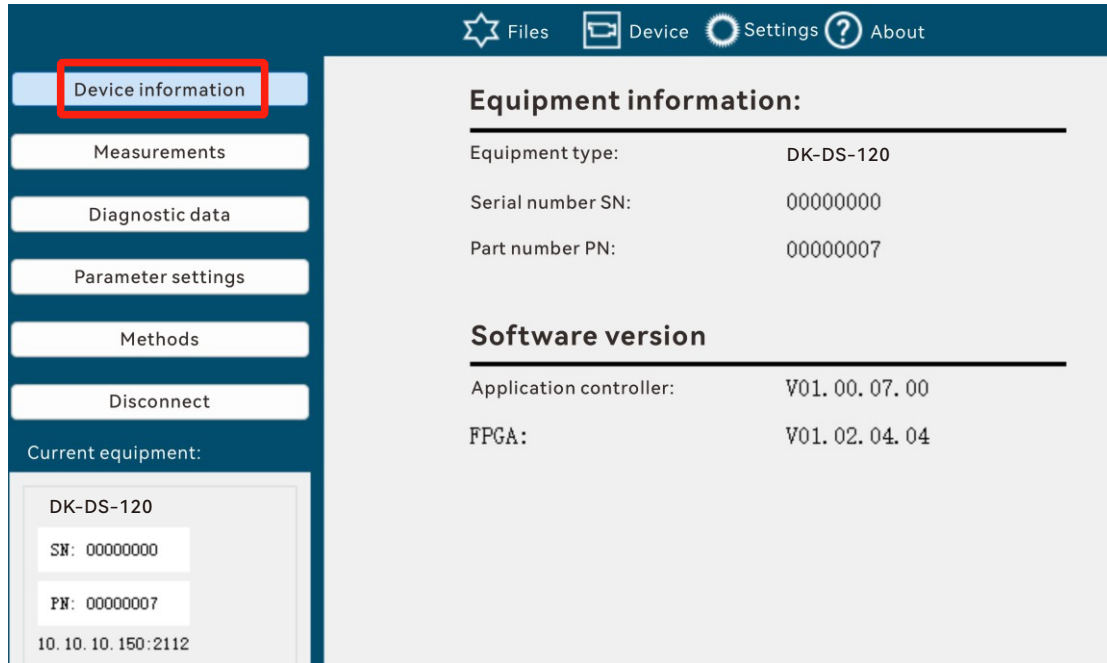 Files Device Settings ? About
Device information
Measurements
Diagnostic data
Parameter settings
Methods
Disconnect
Current equipment:
DK-DS-120
SN: 00000000
PN: 00000007
10.10.10.150:2112
Equipment information:
Equipment type: DK-DS-120
Serial number SN: 00000000
Part number PN: 00000007
Software version
Application controller: V01.00.07.00
FPGA: V01.02.04.04